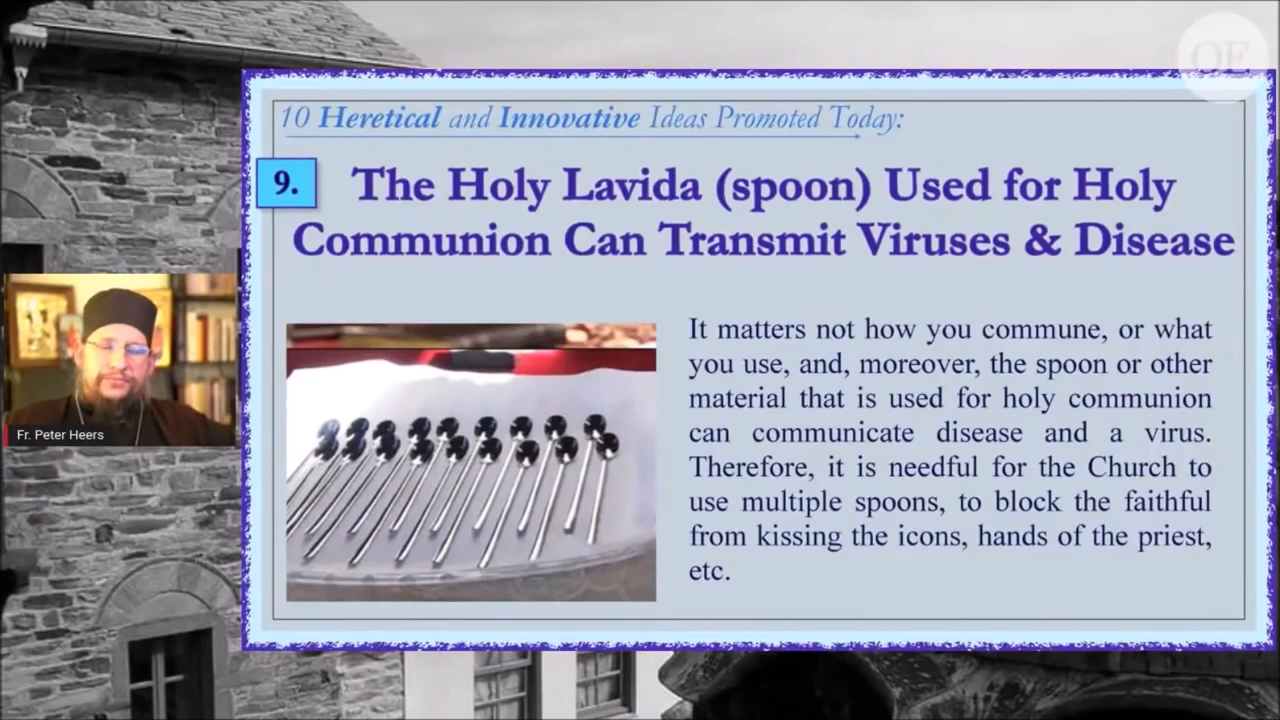 OE
10 Heretical and Innovative Ideas Promoted Today:
9.
The Holy Lavida (spoon) Used for Holy
Communion Can Transmit Viruses & Disease
It matters not how you commune, or what
you use, and, moreover, the spoon or other
material that is used for holy communion
can communicate disease and a virus.
Therefore, it is needful for the Church to
use multiple spoons, to block the faithful
from kissing the icons, hands of the priest,
etc.
Fr. Peter Heers